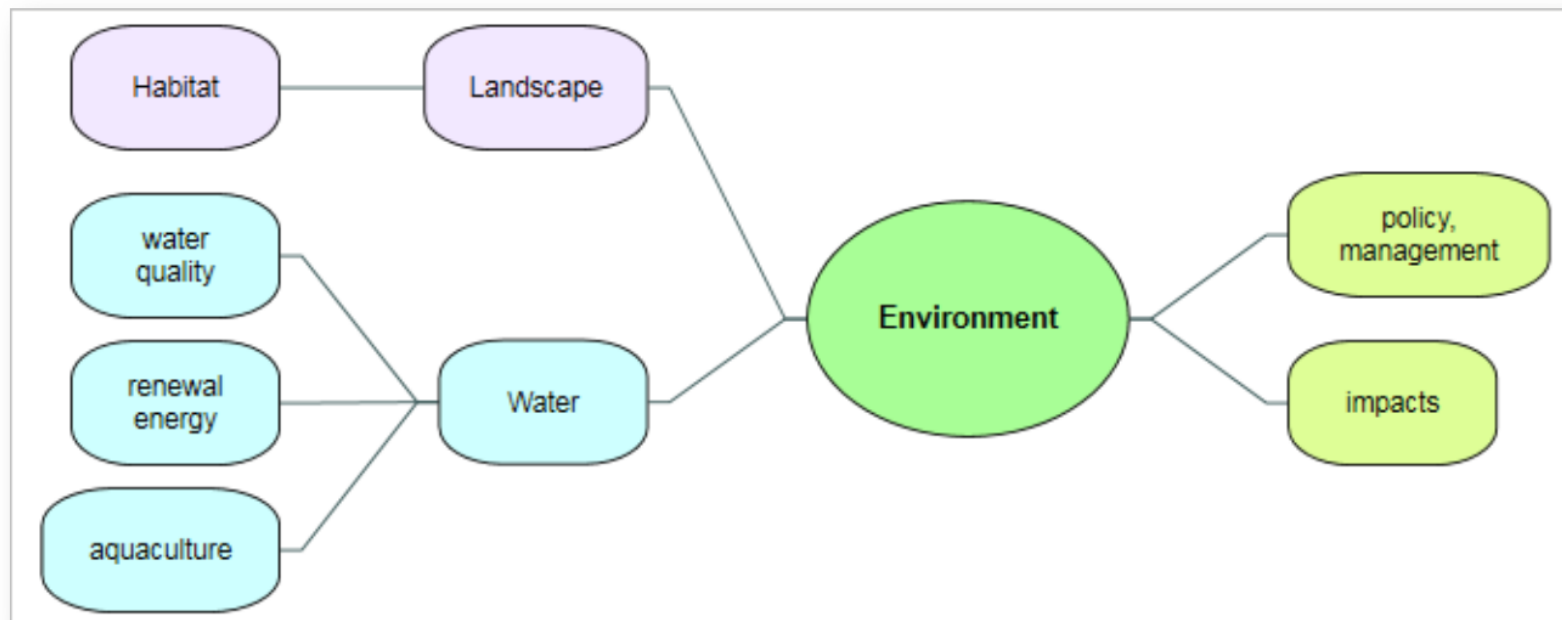 Habitat
Landscape
water
quality
renewal
energy
aquaculture
Water
Environment
policy,
management
impacts